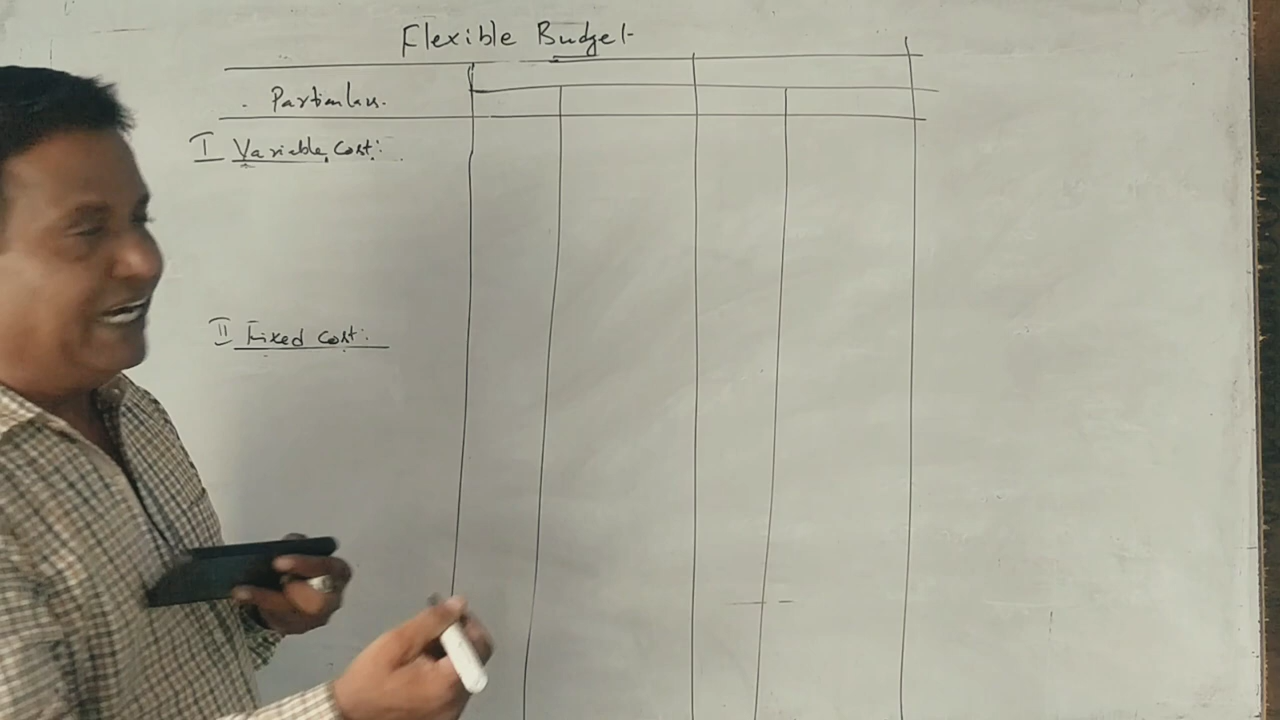 Flexible Budget
Particulars.
I Variable Cost:
II Fixed Cost: